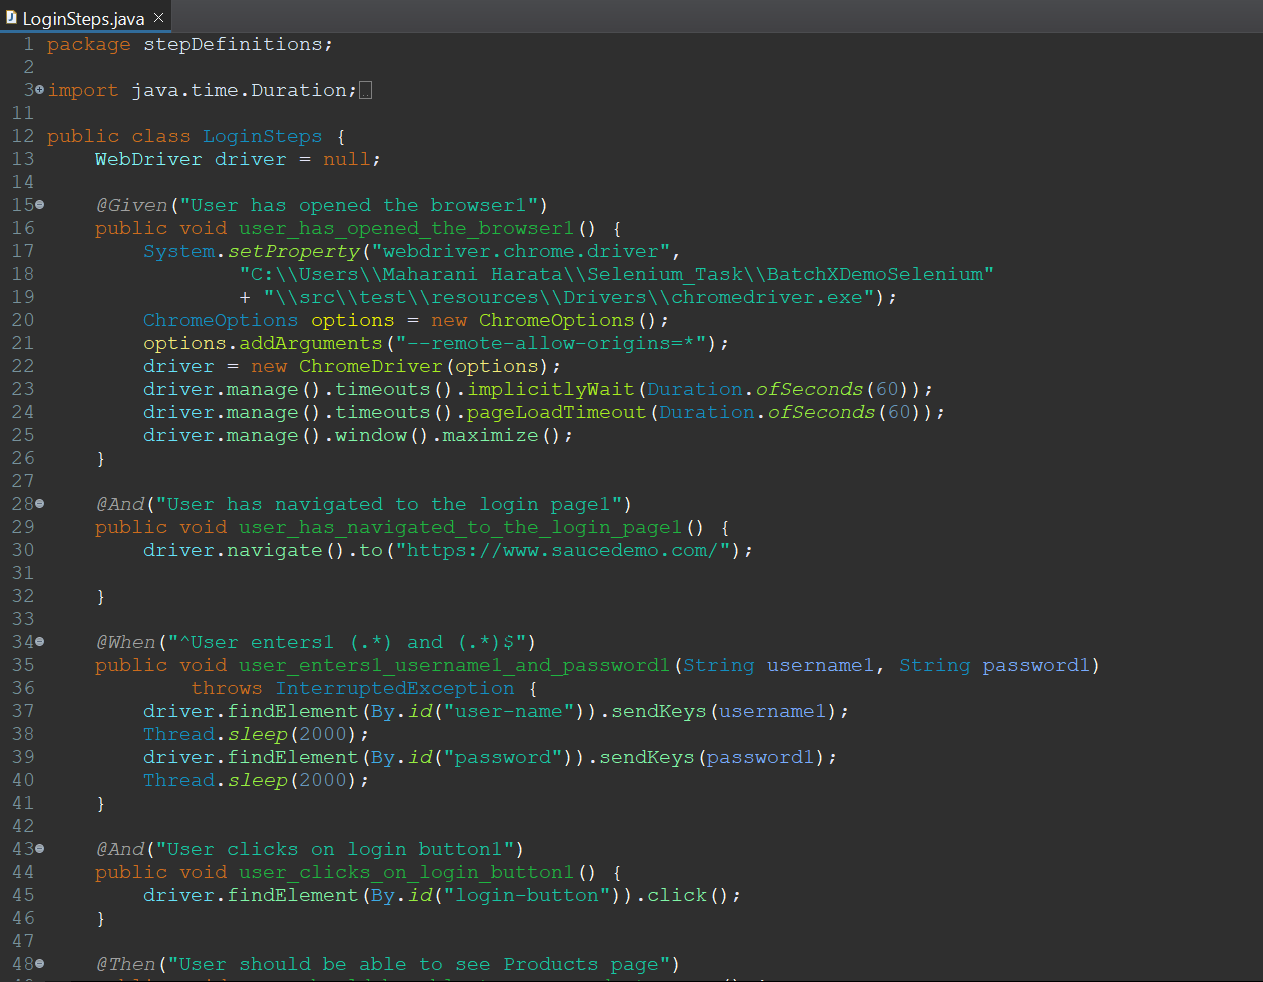 LoginSteps.java
1 package stepDefinitions;
2
3 import java.time.Duration;
11
12 public class LoginSteps {
13     WebDriver driver = null;
14
15     @Given("User has opened the browser1")
16     public void user_has_opened_the_browser1() {
17         System.setProperty("webdriver.chrome.driver",
18                 "C:\\Users\\Maharani Harata\\Selenium_Task\\BatchXDemoSelenium"
19                 + "\\src\\test\\resources\\Drivers\\chromedriver.exe");
20         ChromeOptions options = new ChromeOptions();
21         options.addArguments("--remote-allow-origins=*");
22         driver = new ChromeDriver(options);
23         driver.manage().timeouts().implicitlyWait(Duration.ofSeconds(60));
24         driver.manage().timeouts().pageLoadTimeout(Duration.ofSeconds(60));
25         driver.manage().window().maximize();
26     }
27
28     @And("User has navigated to the login page1")
29     public void user_has_navigated_to_the_login_page1() {
30         driver.navigate().to("https://www.saucedemo.com/");
31
32     }
33
34     @When("^User enters1 (.*) and (.*)$")
35     public void user_enters1_username1_and_password1(String username1, String password1)
36             throws InterruptedException {
37         driver.findElement(By.id("user-name")).sendKeys(username1);
38         Thread.sleep(2000);
39         driver.findElement(By.id("password")).sendKeys(password1);
40         Thread.sleep(2000);
41     }
42
43     @And("User clicks on login button1")
44     public void user_clicks_on_login_button1() {
45         driver.findElement(By.id("login-button")).click();
46     }
47
48     @Then("User should be able to see Products page")